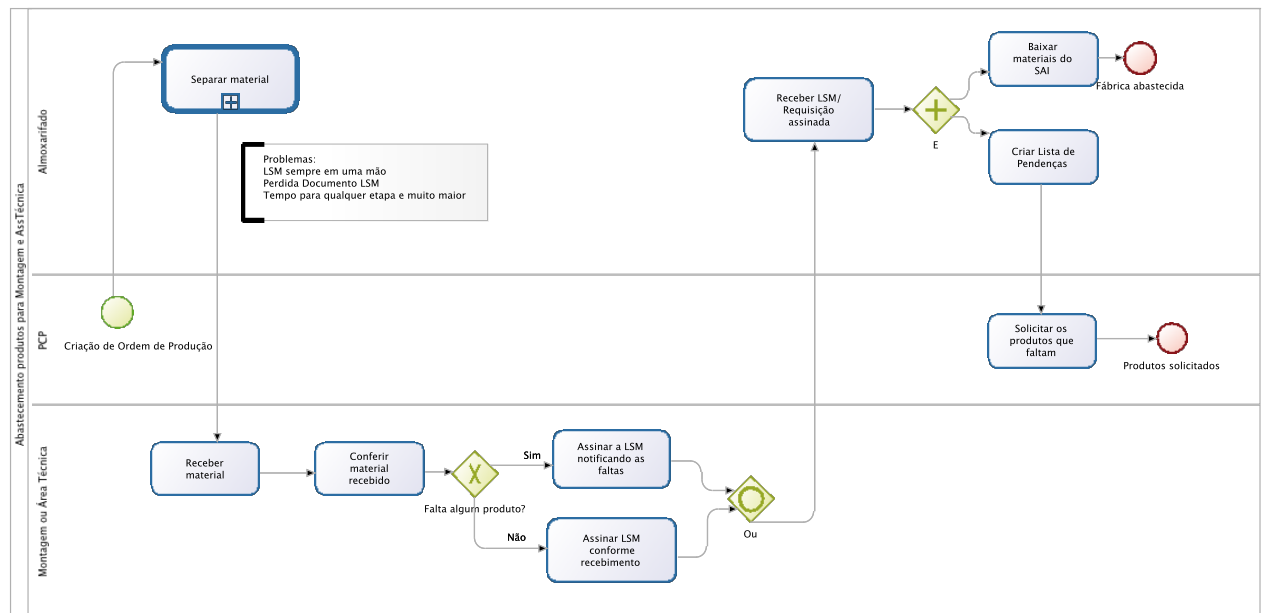 Abastecemento produtos para Montagem e AssTécnica
Almoxarifado
Separar material
Problemas:
LSM sempre em uma mão
Perdida Documento LSM
Tempo para qualquer etapa e muito maior
Receber LSM/
Requisição
assinada
E
Baixar
materiais do
SAI
Fábrica abastecida
Criar Lista de
Pendenças
PCP
Criação de Ordem de Produção
Solicitar os
produtos que
faltam
Produtos solicitados
Montagem ou Área Técnica
Receber
material
Conferir
material
recebido
Falta algum produto?
Sim
Assinar a LSM
notificando as
faltas
Não
Assinar LSM
conforme
recebimento
Ou